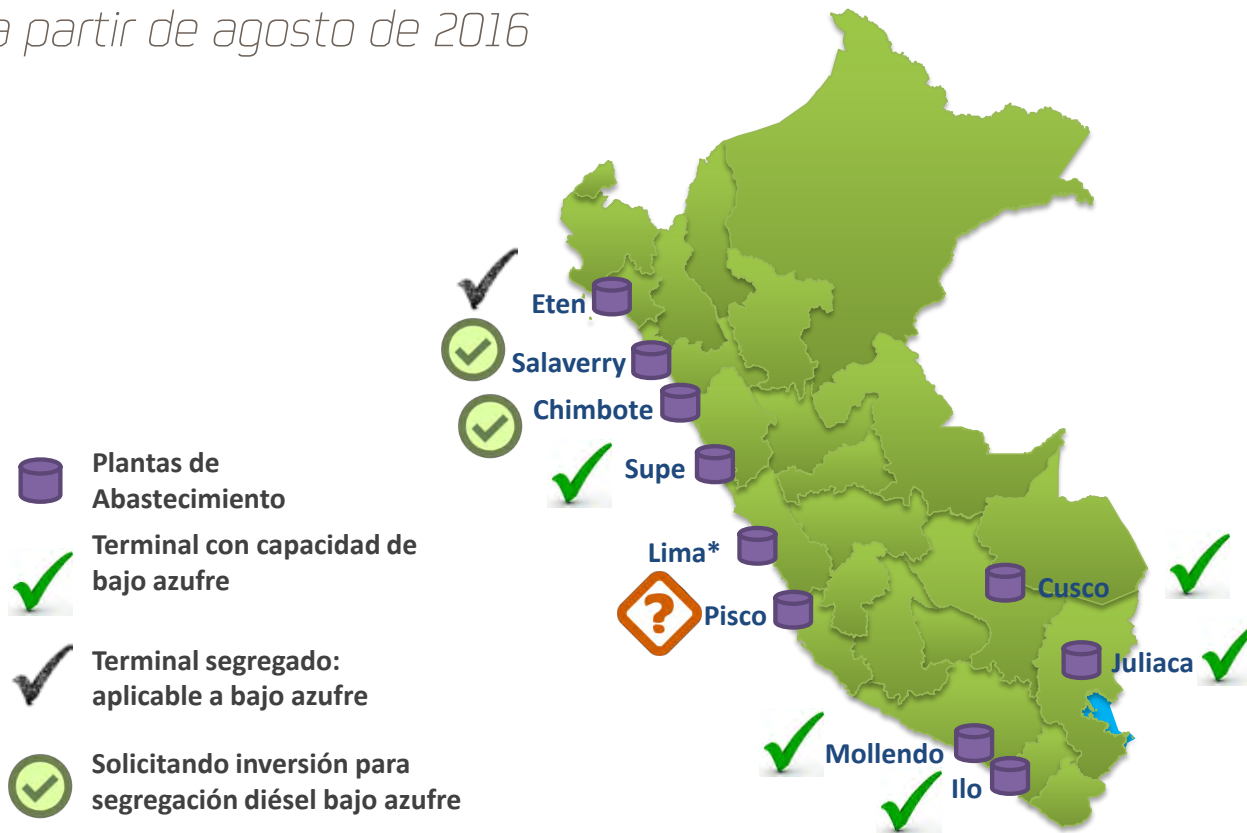 a partir de agosto de 2016
Eten
Salaverry
Chimbote
Supe
Lima*
Pisco
Cusco
Juliaca
Mollendo
Ilo
Plantas de
Abastecimiento
Terminal con capacidad de
bajo azufre
Terminal segregado:
aplicable a bajo azufre
Solicitando inversión para
segregación diésel bajo azufre
?